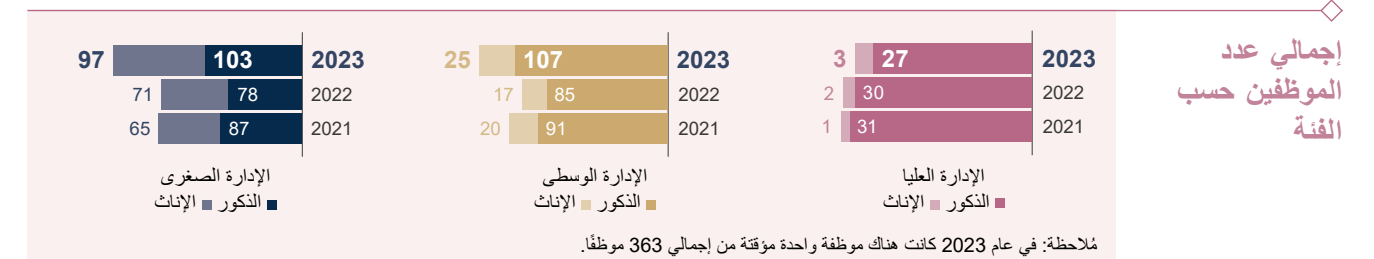 إجمالي عدد
الموظفين حسب
الفئة
2023 27 3
2022 30 2
2021 31 1
الإدارة العليا
الذكور الإناث
2023 107 25
2022 85 17
2021 91 20
الإدارة الوسطى
الذكور الإناث
2023 103 97
2022 78 71
2021 87 65
الإدارة الصغرى
الذكور الإناث
مُلاحظة: في عام 2023 كانت هناك موظفة واحدة مؤقتة من إجمالي 363 موظفًا.